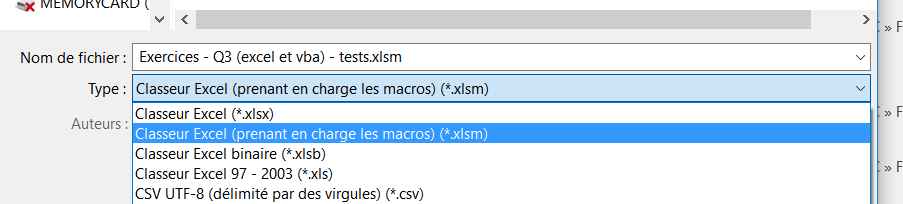 MEMORYCARD (
Nom de fichier : Exercices - Q3 (excel et vba) - tests.xlsm
Type : Classeur Excel (prenant en charge les macros) (*.xlsm)
Classeur Excel (*.xlsx)
Auteurs :
Classeur Excel (prenant en charge les macros) (*.xlsm)
Classeur Excel binaire (*.xlsb)
Classeur Excel 97 - 2003 (*.xls)
CSV UTF-8 (délimité par des virgules) (*.csv)
» F
» F
» F